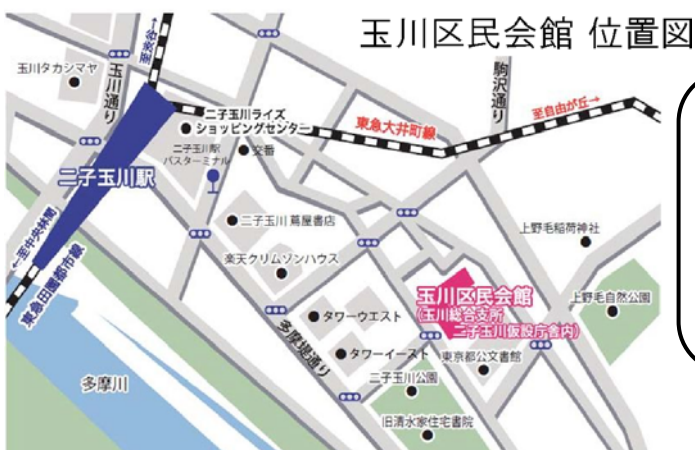 玉川区民会館 位置図
至渋谷→
玉川タカシマヤ
玉川通り
駒沢通り
至自由が丘→
二子玉川ライズ
ショッピングセンター
東急大井町線
二子玉川駅
バスターミナル
交番
二子玉川駅
二子玉川 蔦屋書店
上野毛稲荷神社
←至中央林間
東急田園都市線
楽天クリムゾンハウス
玉川区民会館
(玉川総合支所
二子玉川仮設庁舎内)
上野毛自然公園
タワーウエスト
多摩堤通り
タワーイースト
東京都公文書館
多摩川
二子玉川公園
旧清水家住宅書院